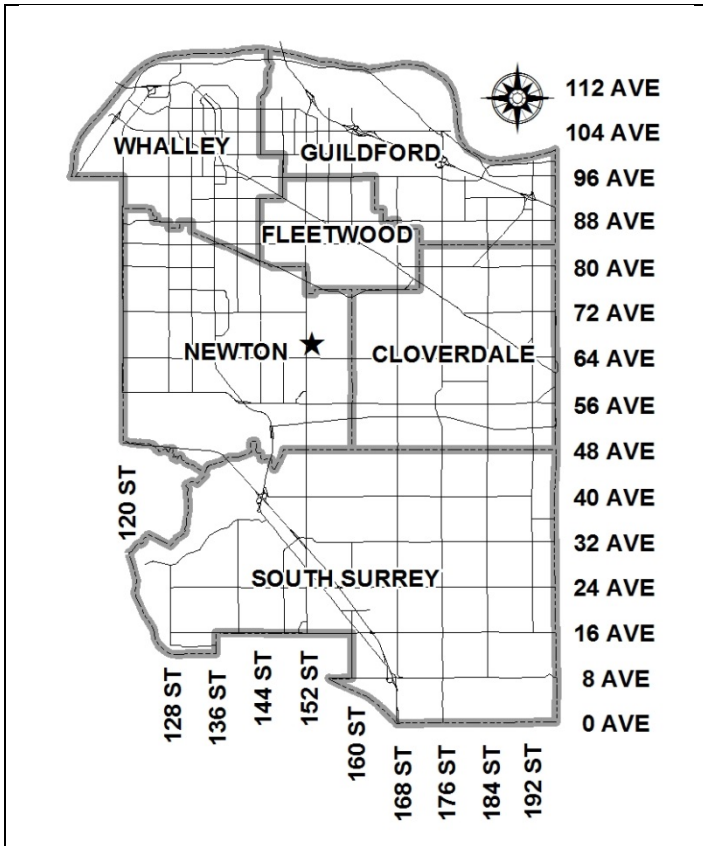 112 AVE
104 AVE
WHALLEY
GUILDFORD
96 AVE
88 AVE
FLEETWOOD
80 AVE
72 AVE
NEWTON
CLOVERDALE
64 AVE
56 AVE
48 AVE
120 ST
40 AVE
32 AVE
SOUTH SURREY
24 AVE
16 AVE
128 ST
136 ST
144 ST
152 ST
160 ST
8 AVE
0 AVE
168 ST
176 ST
184 ST
192 ST